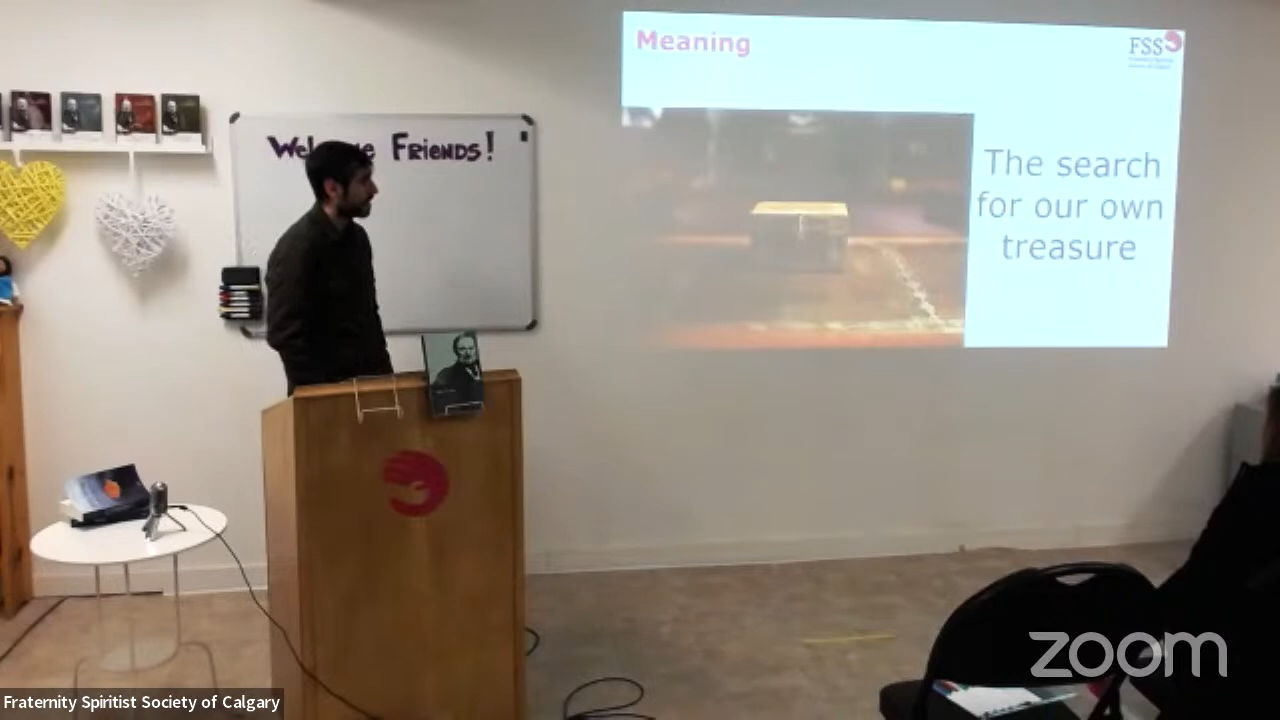 Meaning
FSS
Friends!
The search
for our own
treasure
zoom
Fraternity Spiritist Society of Calgary